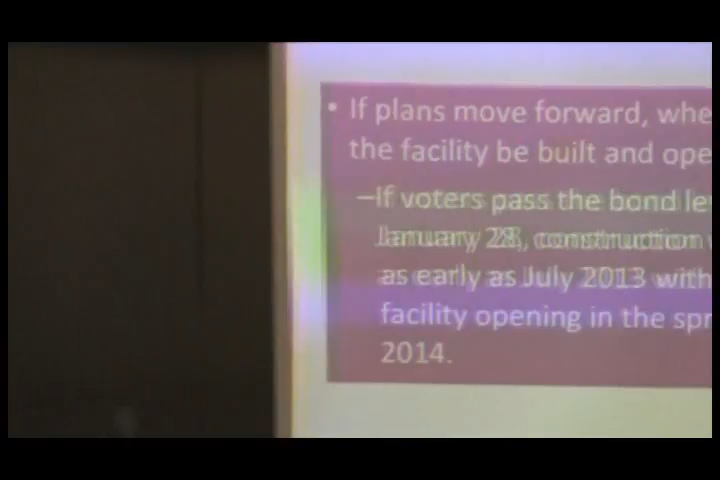 • If plans move forward, whe
the facility be built and ope
–If voters pass the bond le
January 28, construction
as early as July 2013 with
facility opening in the spr
2014.